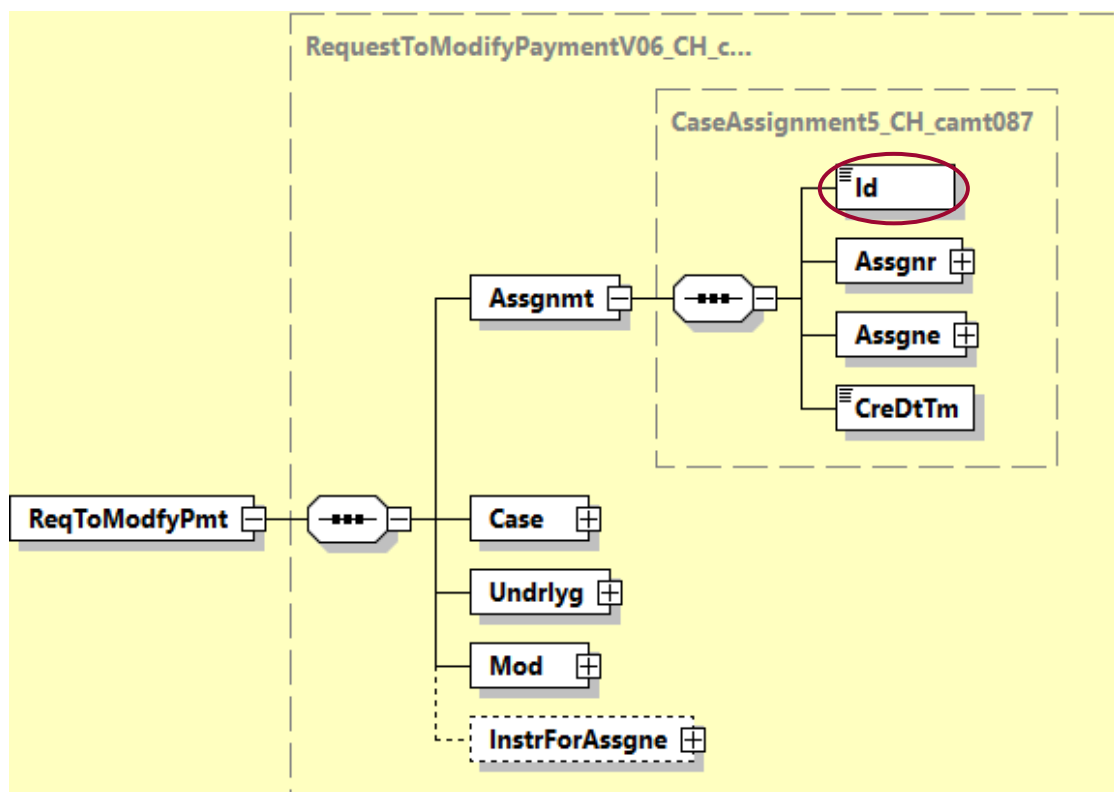 RequestToModifyPaymentV06_CH_c...
CaseAssignment5_CH_camt087
Id
Assgnr
Assgnmt
Assgne
CreDtTm
ReqToModfyPmt
Case
Undrlyg
Mod
InstrForAssgne